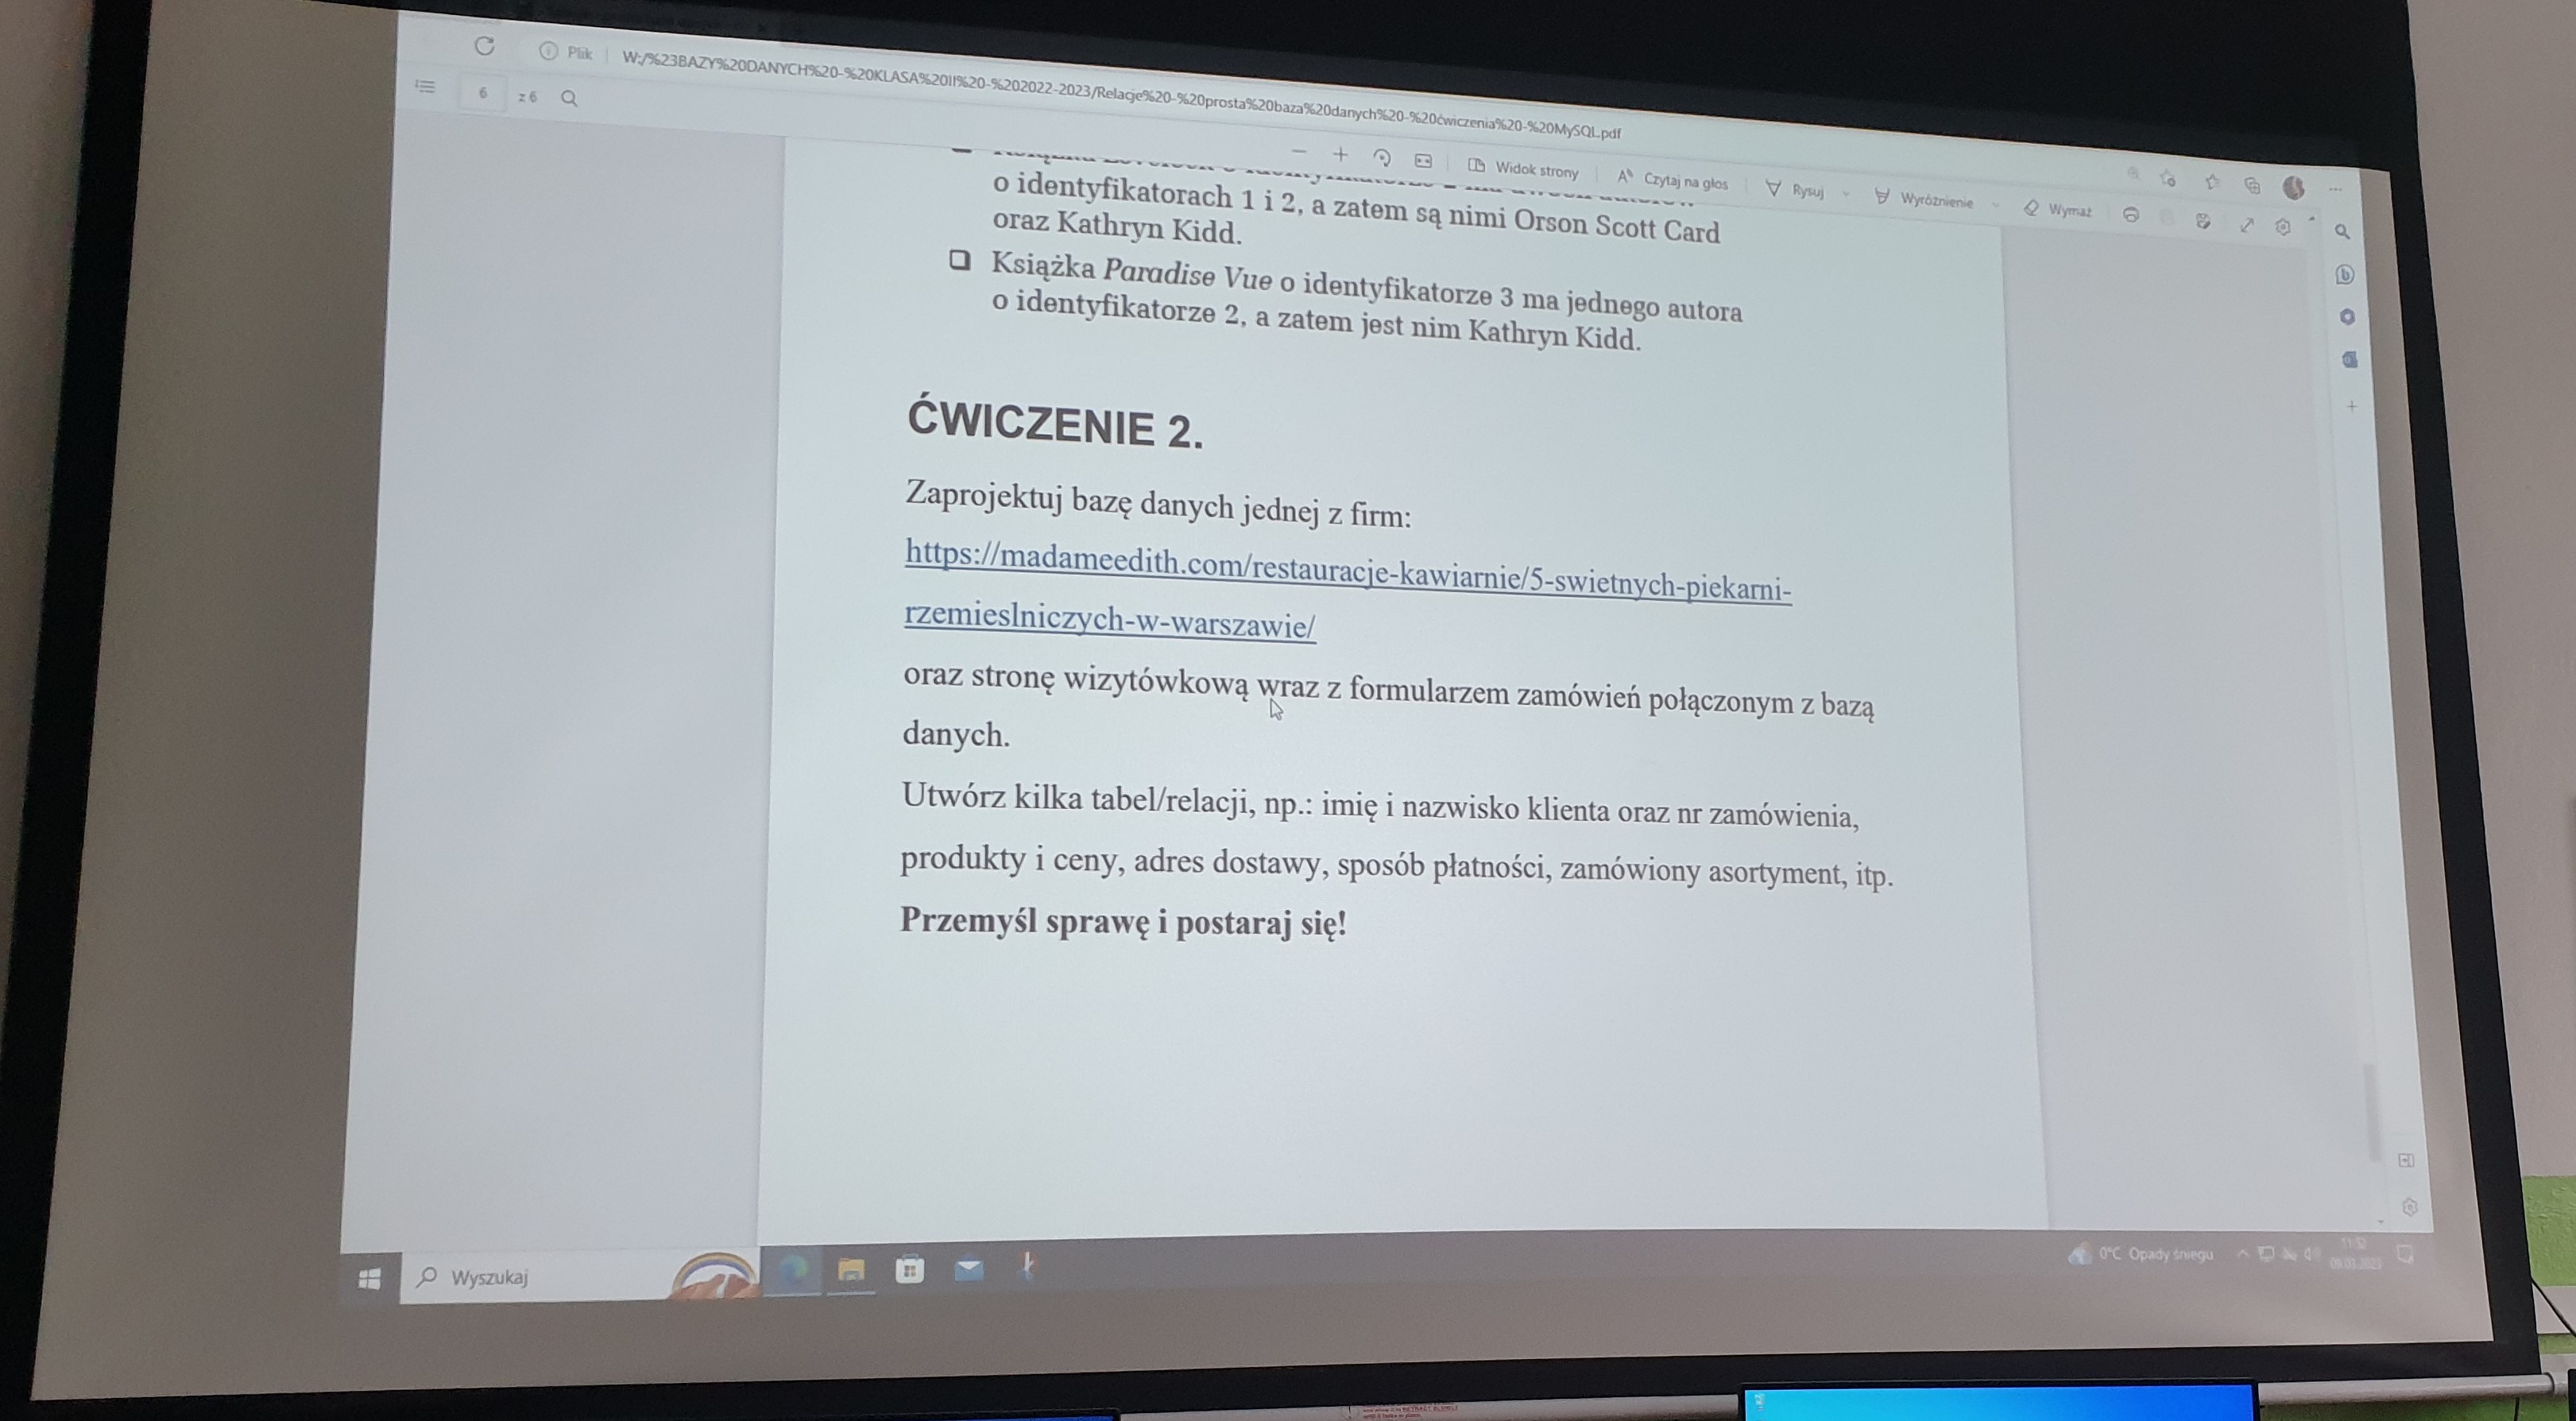 Plik
W:/%23BAZY%20DANYCH%20-%20KLASA%20II%20-%202022-2023/Relacje%20-%20prosta%20baza%20danych%20-%20ćwiczenia%20-%20MySQL.pdf
6 z 6
Widok strony Czytaj na głos Rysuj Wyróżnienie Wymaż
o identyfikatorach 1 i 2, a zatem są nimi Orson Scott Card
oraz Kathryn Kidd.
❑ Książka Paradise Vue o identyfikatorze 3 ma jednego autora
o identyfikatorze 2, a zatem jest nim Kathryn Kidd.
ĆWICZENIE 2.
Zaprojektuj bazę danych jednej z firm:
https://madameedith.com/restauracje-kawiarnie/5-swietnych-piekarni-
rzemieslniczych-w-warszawie/
oraz stronę wizytówkową wraz z formularzem zamówień połączonym z bazą
danych.
Utwórz kilka tabel/relacji, np.: imię i nazwisko klienta oraz nr zamówienia,
produkty i ceny, adres dostawy, sposób płatności, zamówiony asortyment, itp.
Przemyśl sprawę i postaraj się!
Wyszukaj
0°C Opady śniegu
11:52
09.03.2023